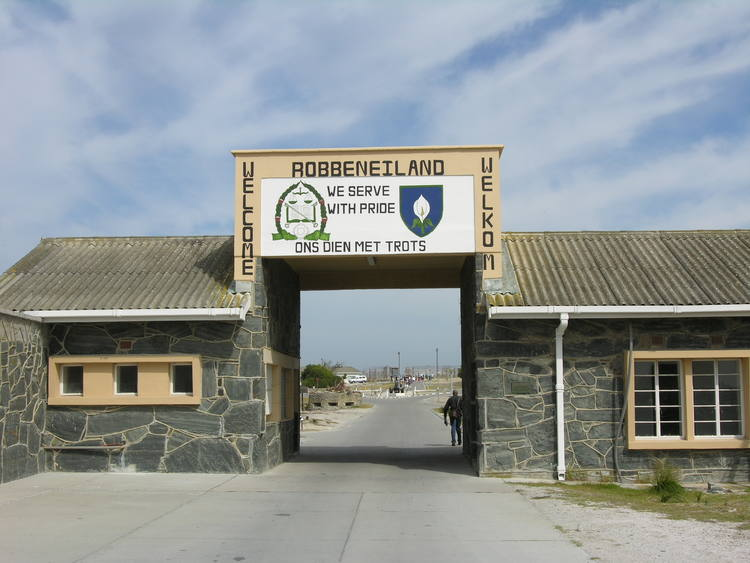 ROBBENEILAND
WELCOME
WE SERVE
WITH PRIDE
ONS DIEN MET TROTS
WELKOM